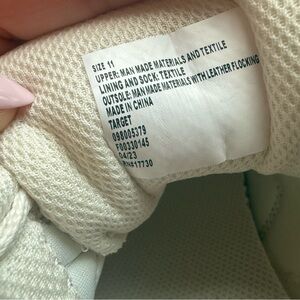 SIZE 11
UPPER: MAN MADE MATERIALS AND TEXTILE
LINING AND SOCK: TEXTILE
OUTSOLE: MAN MADE MATERIALS WITH LEATHER FLOCKING
MADE IN CHINA
TARGET
098005379
F00330145
04/23